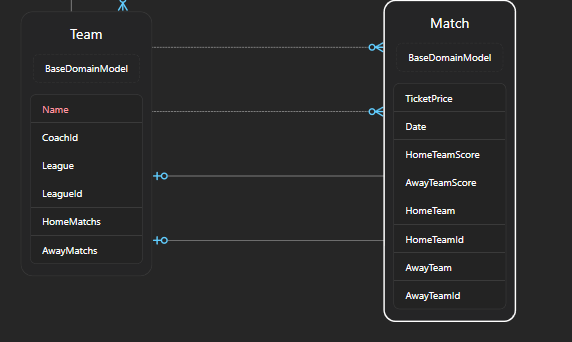 Team
BaseDomainModel
Name
CoachId
League
LeagueId
HomeMatchs
AwayMatchs
Match
BaseDomainModel
TicketPrice
Date
HomeTeamScore
AwayTeamScore
HomeTeam
HomeTeamId
AwayTeam
AwayTeamId